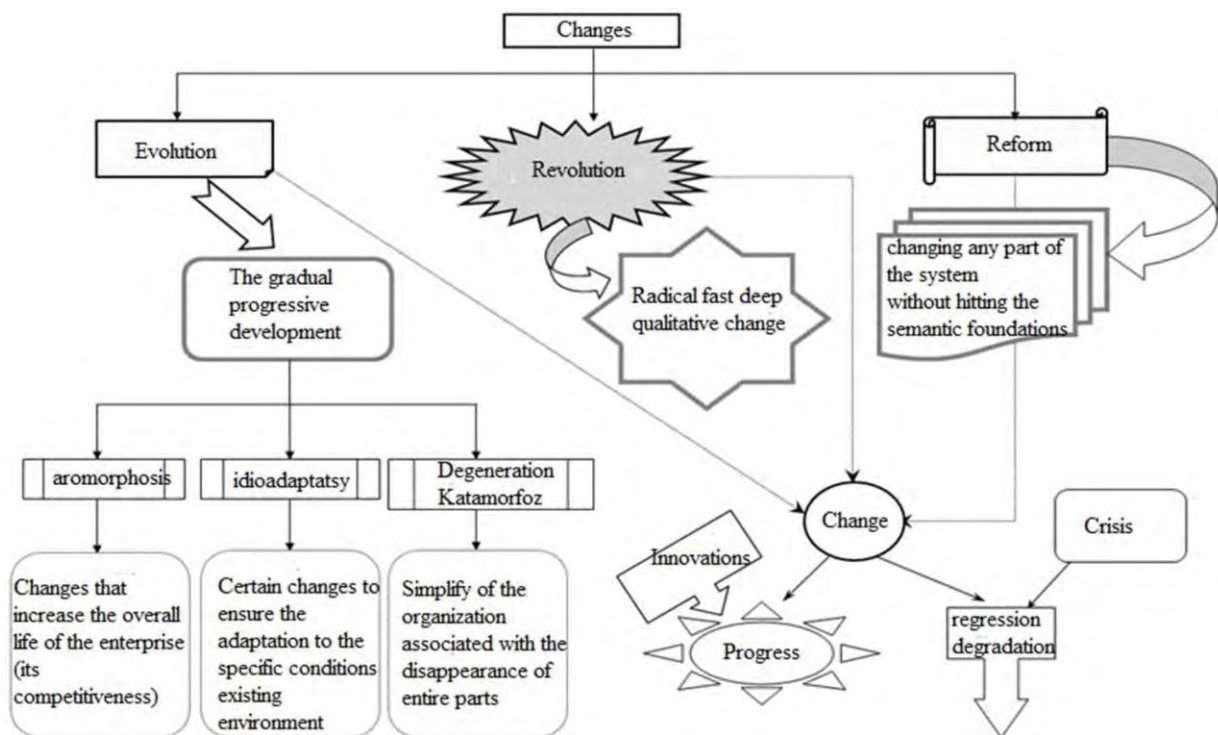 Changes
Evolution
Revolution
Reform
The gradual
progressive
development
Radical fast deep
qualitative change
changing any part of
the system
without hitting the
semantic foundations
aromorphosis
idioadaptatsy
Degeneration
Katamorfoz
Change
Crisis
Innovations
Changes that
increase the overall
life of the enterprise
(its
competitiveness)
Certain changes to
ensure the
adaptation to the
specific conditions
existing
environment
Simplify of the
organization
associated with the
disappearance of
entire parts
Progress
regression
degradation